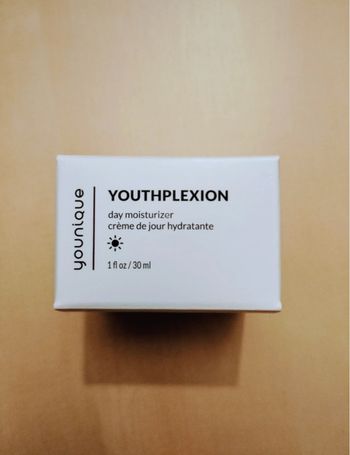 younique
YOUTHPLEXION
day moisturizer
crème de jour hydratante
1 fl oz / 30 ml